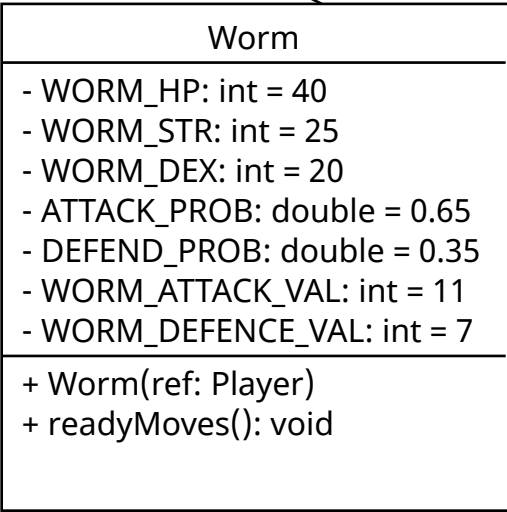 Worm
- WORM_HP: int = 40
- WORM_STR: int = 25
- WORM_DEX: int = 20
- ATTACK_PROB: double = 0.65
- DEFEND_PROB: double = 0.35
- WORM_ATTACK_VAL: int = 11
- WORM_DEFENCE_VAL: int = 7
+ Worm(ref: Player)
+ readyMoves(): void